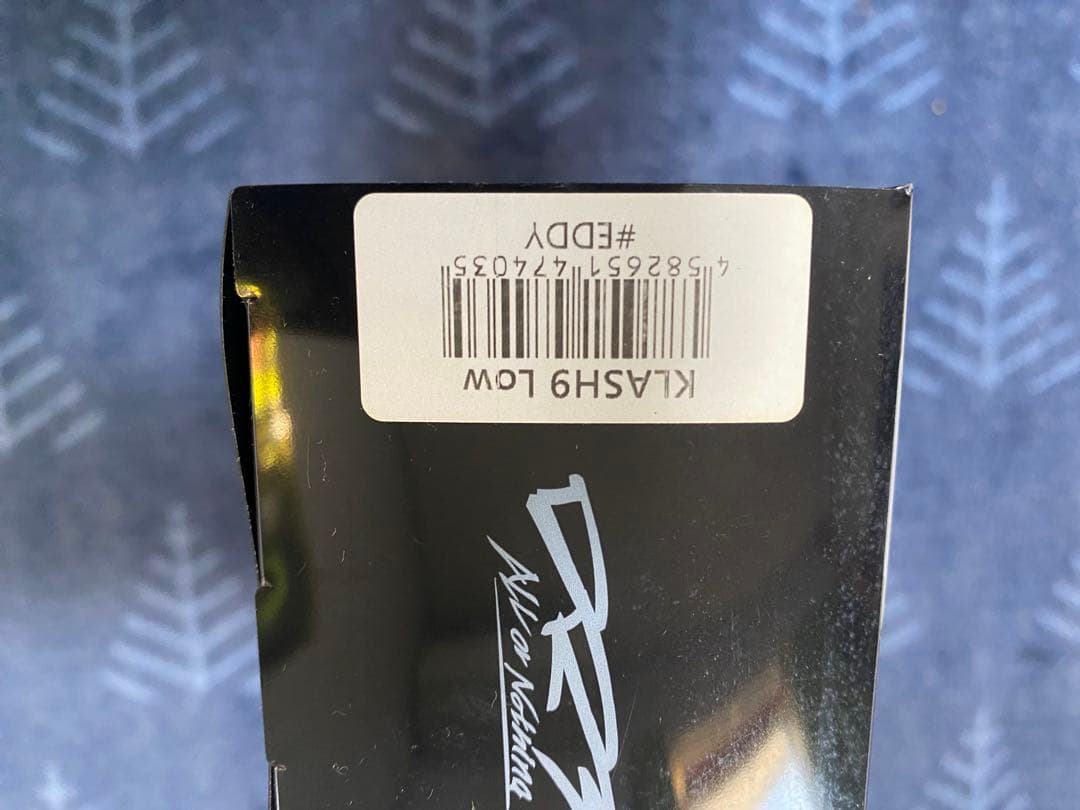 KLASH9 Low
4 582651 474035
#EDDY
All or Nothing